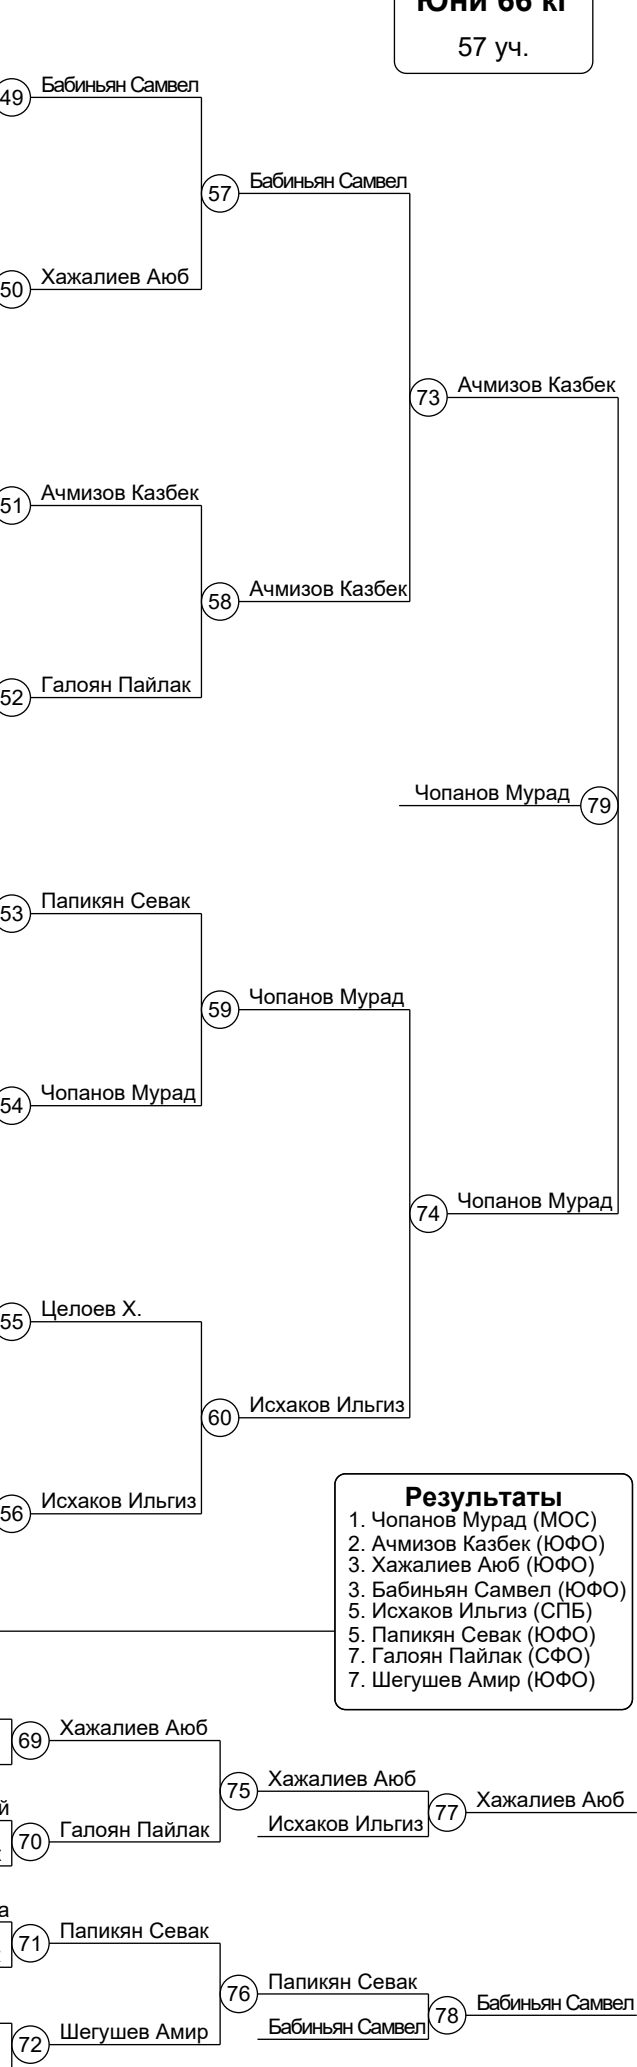 Юни 66 кг
57 уч.
49 Бабиньян Самвел
57 Бабиньян Самвел
50 Хажалиев Аюб
73 Ачмизов Казбек
51 Ачмизов Казбек
58 Ачмизов Казбек
52 Галоян Пайлак
Чопанов Мурад 79
53 Папикян Севак
59 Чопанов Мурад
54 Чопанов Мурад
74 Чопанов Мурад
55 Целоев Х.
60 Исхаков Ильгиз
56 Исхаков Ильгиз
Результаты
1. Чопанов Мурад (МОС)
2. Ачмизов Казбек (ЮФО)
3. Хажалиев Аюб (ЮФО)
3. Бабиньян Самвел (ЮФО)
5. Исхаков Ильгиз (СПБ)
5. Папикян Севак (ЮФО)
7. Галоян Пайлак (СФО)
7. Шегушев Амир (ЮФО)
69 Хажалиев Аюб
75 Хажалиев Аюб
77 Хажалиев Аюб
й
Исхаков Ильгиз
70 Галоян Пайлак
а
71 Папикян Севак
76 Папикян Севак
78 Бабиньян Самвел
Бабиньян Самвел
72 Шегушев Амир